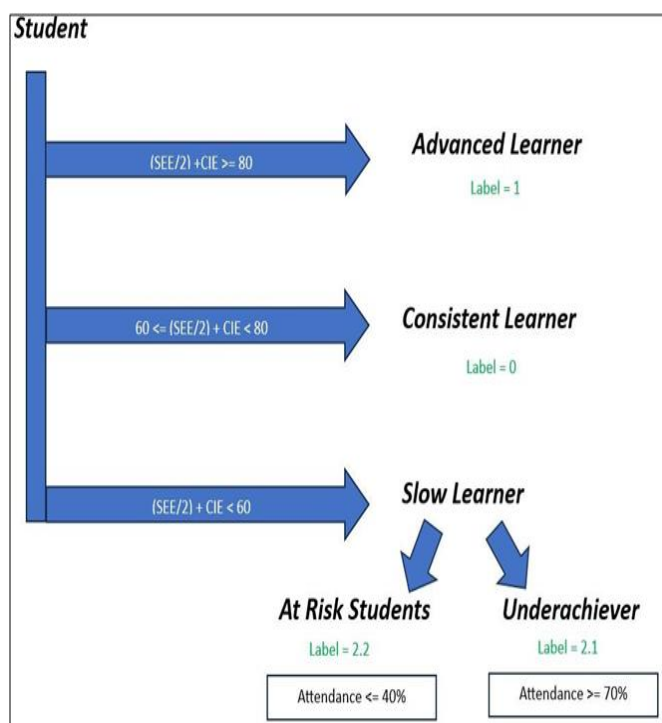 Student
(SEE/2) +CIE >= 80
Advanced Learner
Label = 1
60 <= (SEE/2) + CIE < 80
Consistent Learner
Label = 0
(SEE/2) + CIE < 60
Slow Learner
At Risk Students
Underachiever
Label = 2.2
Label = 2.1
Attendance <= 40%
Attendance >= 70%